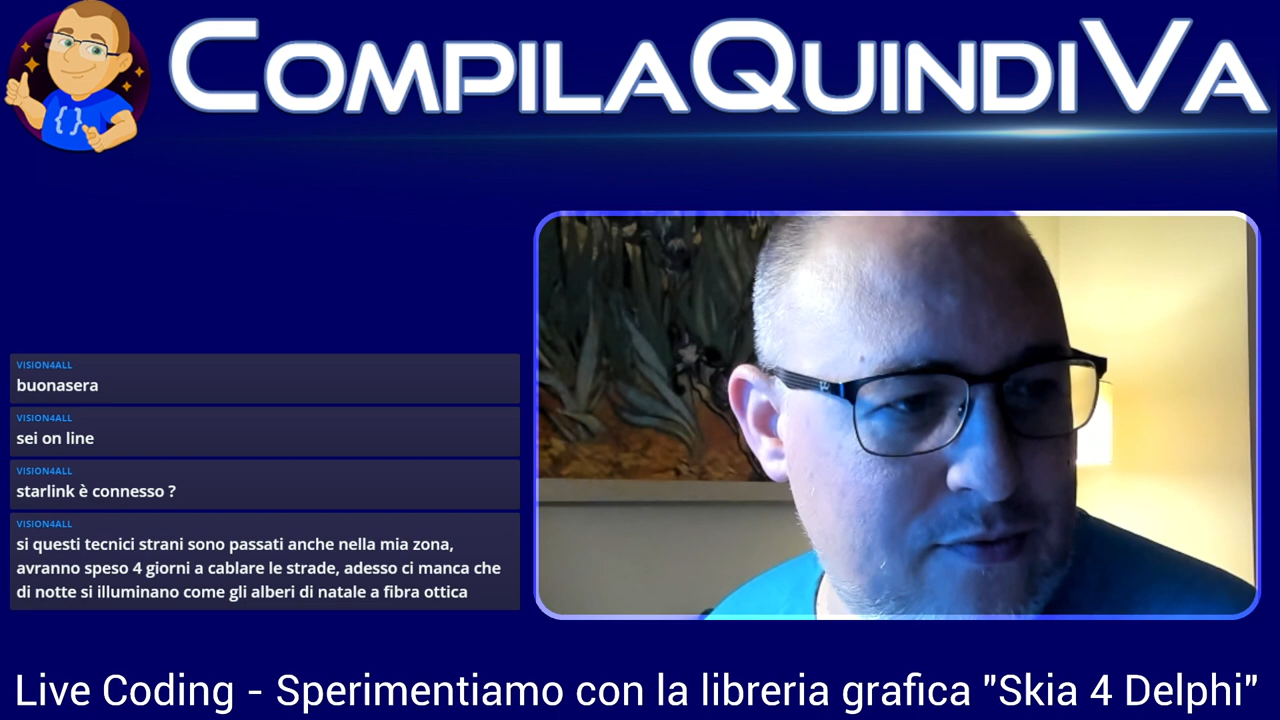 COMPILAQUINDIVA
{ }
VISION4ALL
buonasera
VISION4ALL
sei on line
VISION4ALL
starlink è connesso ?
VISION4ALL
si questi tecnici strani sono passati anche nella mia zona,
avranno speso 4 giorni a cablare le strade, adesso ci manca che
di notte si illuminano come gli alberi di natale a fibra ottica
Live Coding - Sperimentiamo con la libreria grafica "Skia 4 Delphi"